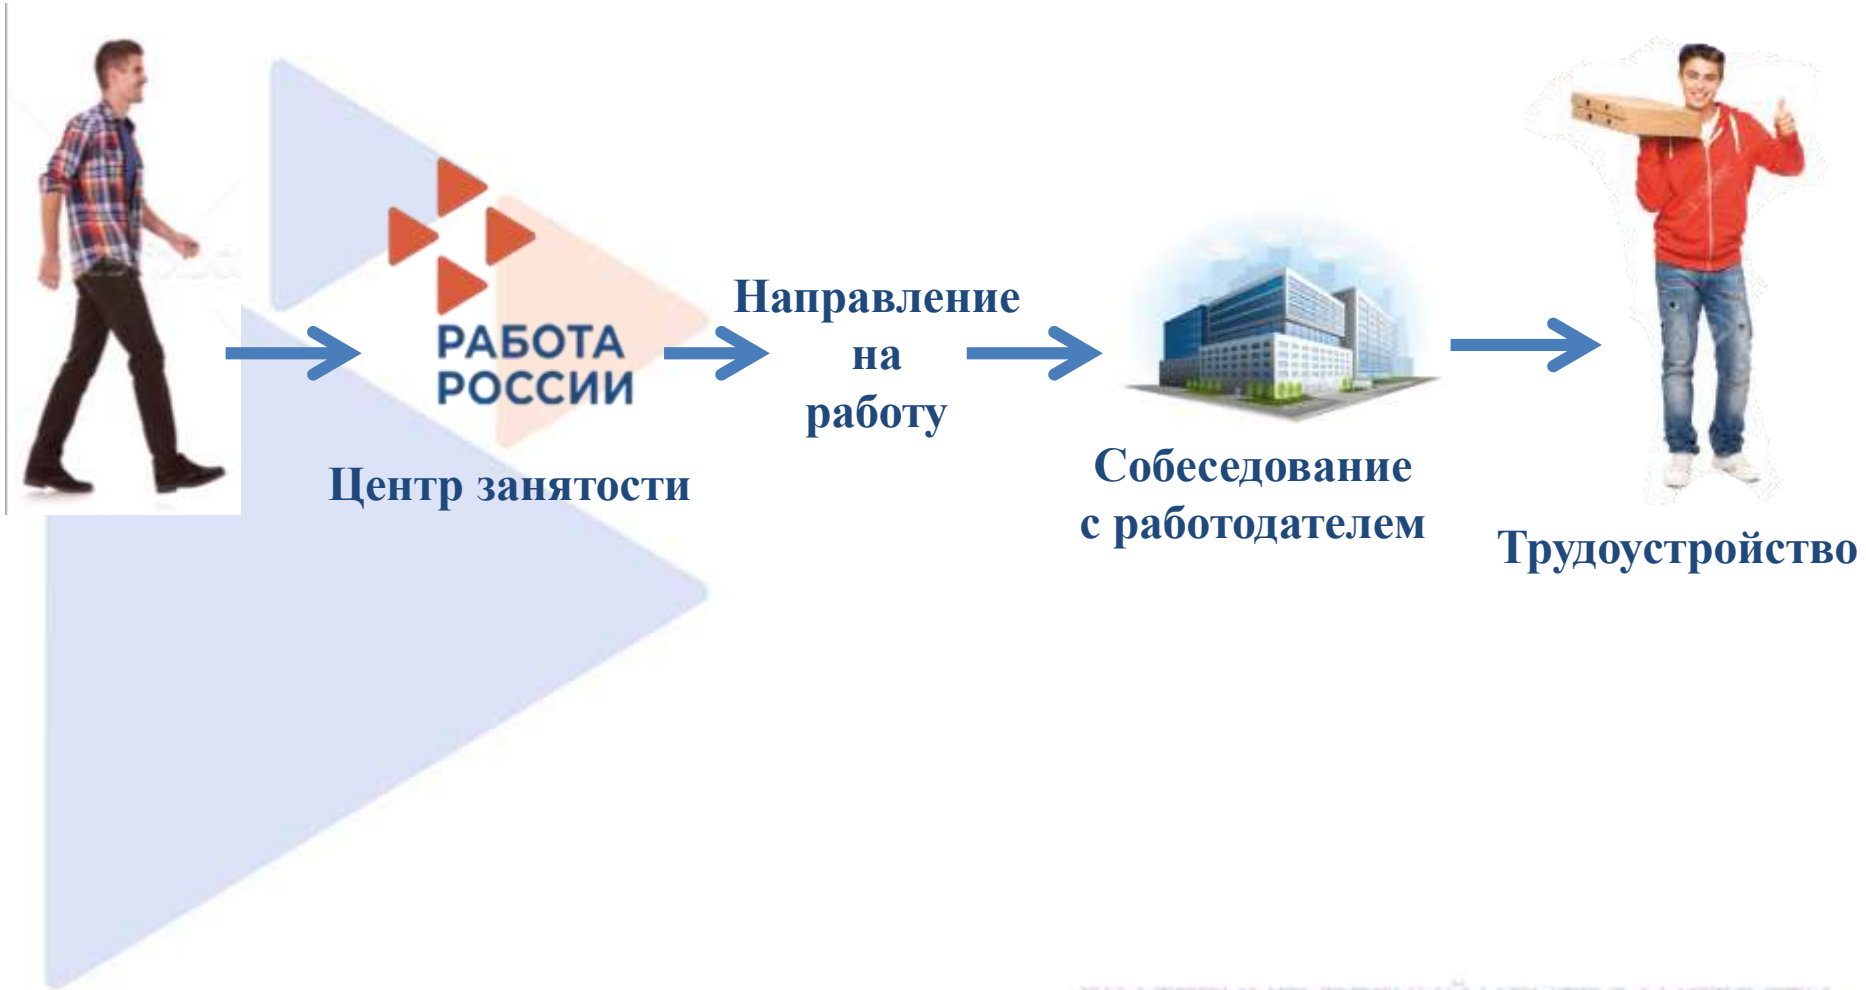 РАБОТА
РОССИИ
Центр занятости
Направление
на
работу
Собеседование
с работодателем
Трудоустройство